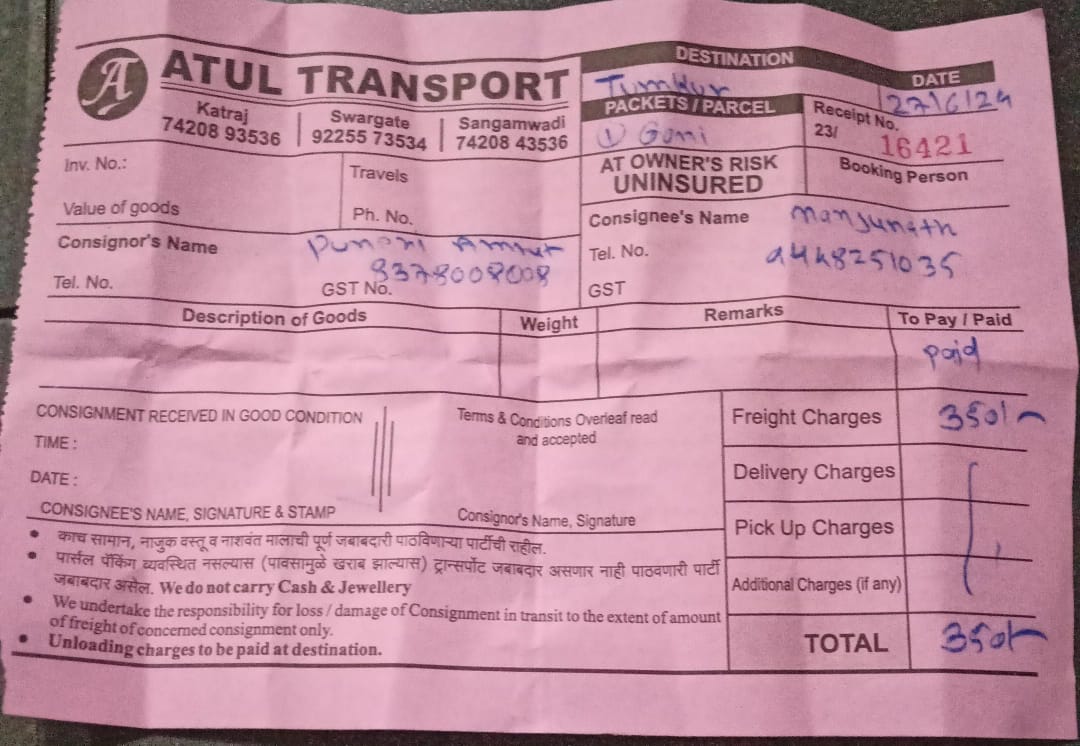 A ATUL TRANSPORT
Katraj 74208 93536 | Swargate 92255 73534 | Sangamwadi 74208 43536
DESTINATION
Tumkur
DATE
27/6/24
PACKETS / PARCEL
① Goni
Receipt No.
23/ 16421
AT OWNER'S RISK
UNINSURED
Booking Person
Inv. No.:
Travels
Value of goods
Ph. No.
Consignor's Name
Tel. No.
8378008008
GST No.
Consignee's Name manjunath
Tel. No. 9448251035
GST
Description of Goods Weight Remarks To Pay / Paid
paid
CONSIGNMENT RECEIVED IN GOOD CONDITION
TIME :
DATE :
CONSIGNEE'S NAME, SIGNATURE & STAMP
Terms & Conditions Overleaf read
and accepted
Consignor's Name, Signature
Freight Charges 350/-
Delivery Charges
Pick Up Charges
Additional Charges (if any)
TOTAL 350/-
• काच सामान, नाजुक वस्तू व नाशवंत मालाची पूर्ण जबाबदारी पाठविणाऱ्या पार्टीची राहील.
• पार्सल पॅकिंग व्यवस्थित नसल्यास (पावसामुळे खराब झाल्यास) ट्रान्सपोर्ट जबाबदार असणार नाही पाठवणारी पार्टी
जबाबदार असेल. We do not carry Cash & Jewellery
• We undertake the responsibility for loss / damage of Consignment in transit to the extent of amount
of freight of concerned consignment only.
• Unloading charges to be paid at destination.